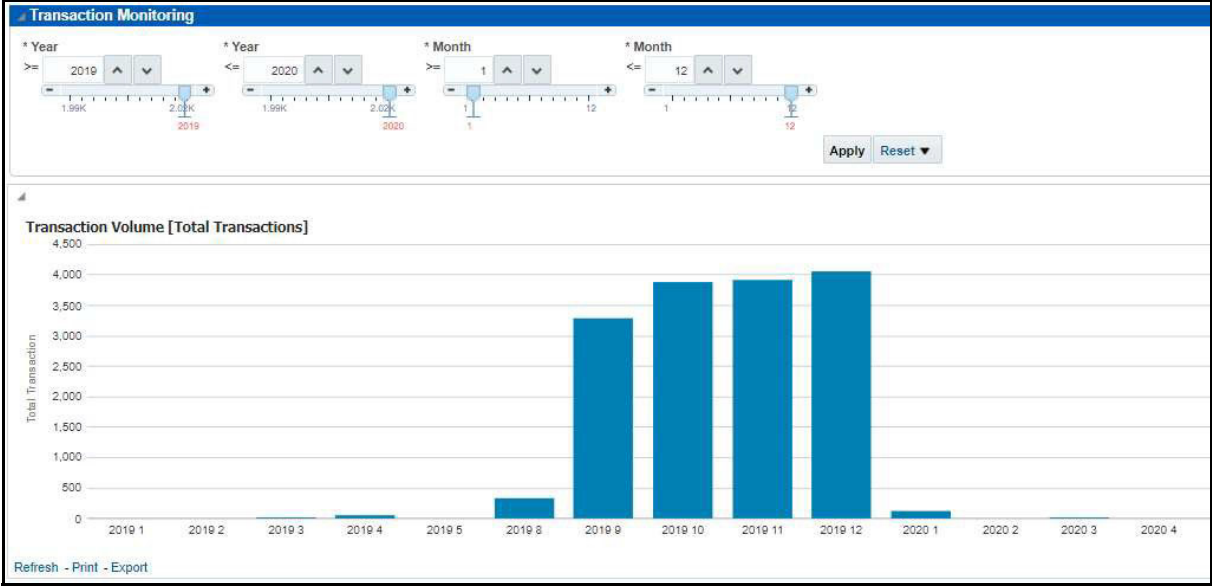 Transaction Monitoring
* Year * Year * Month * Month
>= 2019 <= 2020 >= 1 <= 12
- + - + - + - +
1.99K 2.02K 1.99K 2.02K 1 12 1 12
2019 2020 1 12
Apply Reset
Transaction Volume [Total Transactions]
4,500
4,000
3,500
3,000
2,500
2,000
1,500
1,000
500
0
Total Transaction
2019 1 2019 2 2019 3 2019 4 2019 5 2019 8 2019 9 2019 10 2019 11 2019 12 2020 1 2020 2 2020 3 2020 4
Refresh - Print - Export